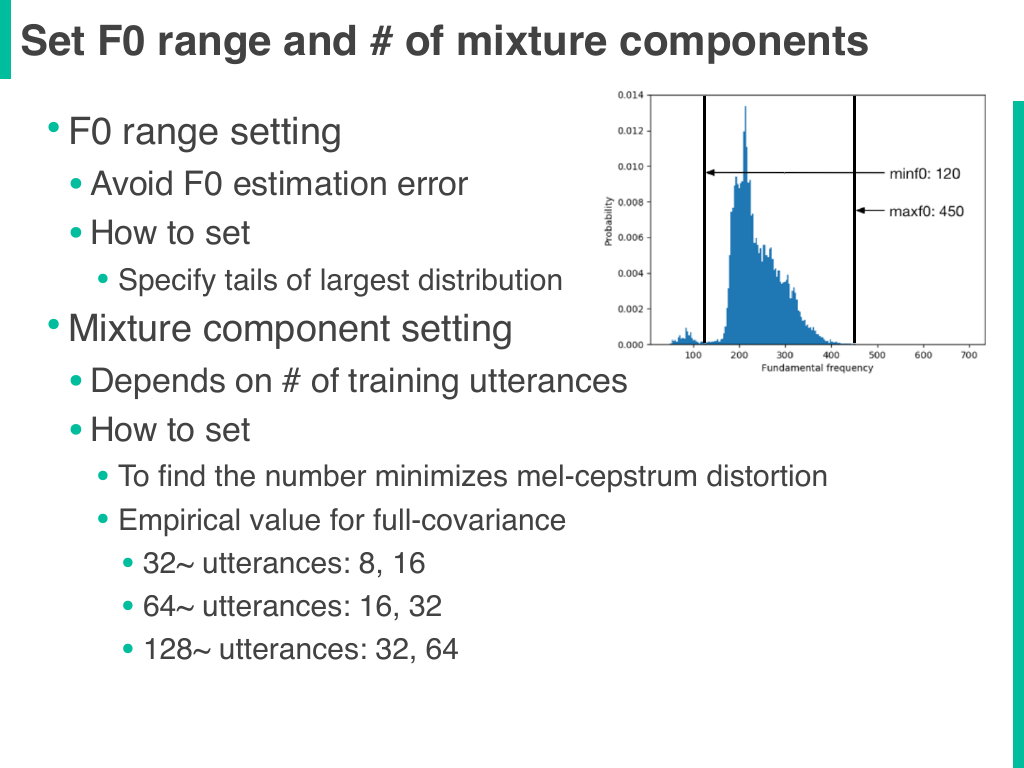 Set F0 range and # of mixture components
• F0 range setting
• Avoid F0 estimation error
• How to set
• Specify tails of largest distribution
• Mixture component setting
• Depends on # of training utterances
• How to set
• To find the number minimizes mel-cepstrum distortion
• Empirical value for full-covariance
• 32~ utterances: 8, 16
• 64~ utterances: 16, 32
• 128~ utterances: 32, 64
0.014
0.012
0.010
0.008
0.006
0.004
0.002
0.000
Probability
minf0: 120
maxf0: 450
100 200 300 400 500 600 700
Fundamental frequency